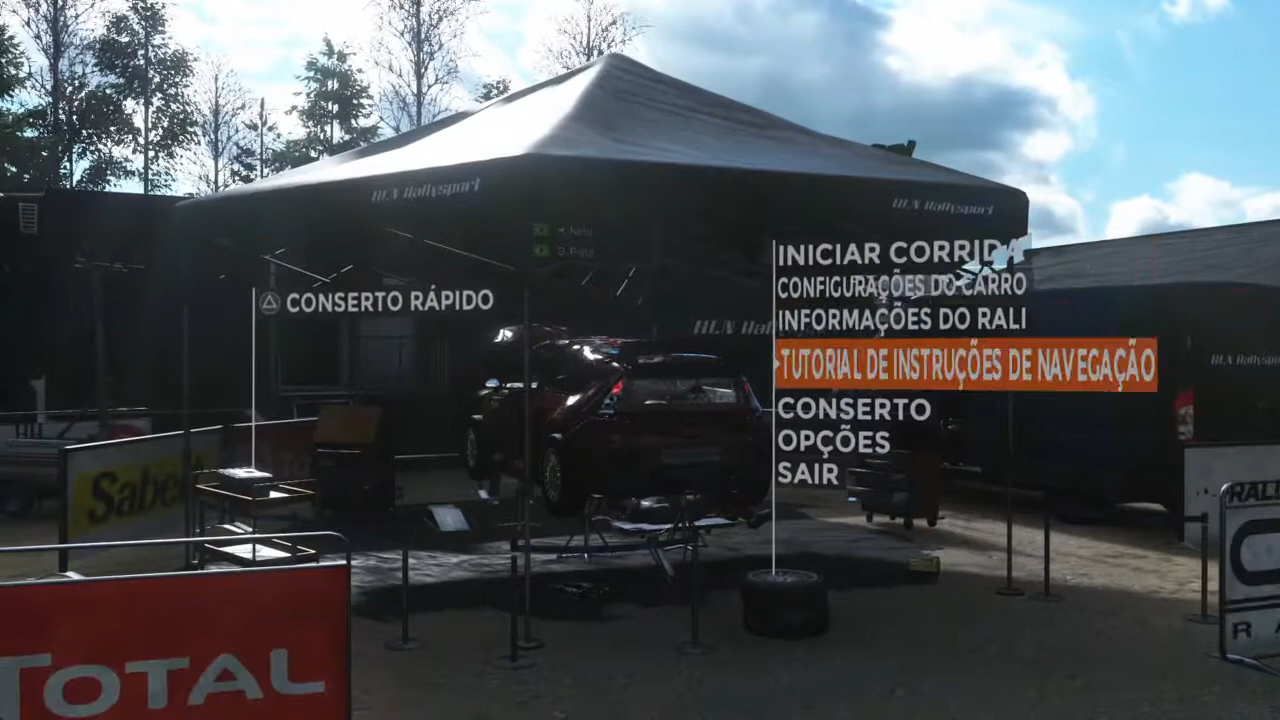 HLN Rallysport
HLN Rallysport
H. Neto
INICIAR CORRIDA
CONFIGURAÇÕES DO CARRO
CONSERTO RÁPIDO
INFORMAÇÕES DO RALI
TUTORIAL DE INSTRUÇÕES DE NAVEGAÇÃO
CONSERTO
OPÇÕES
SAIR
TOTAL